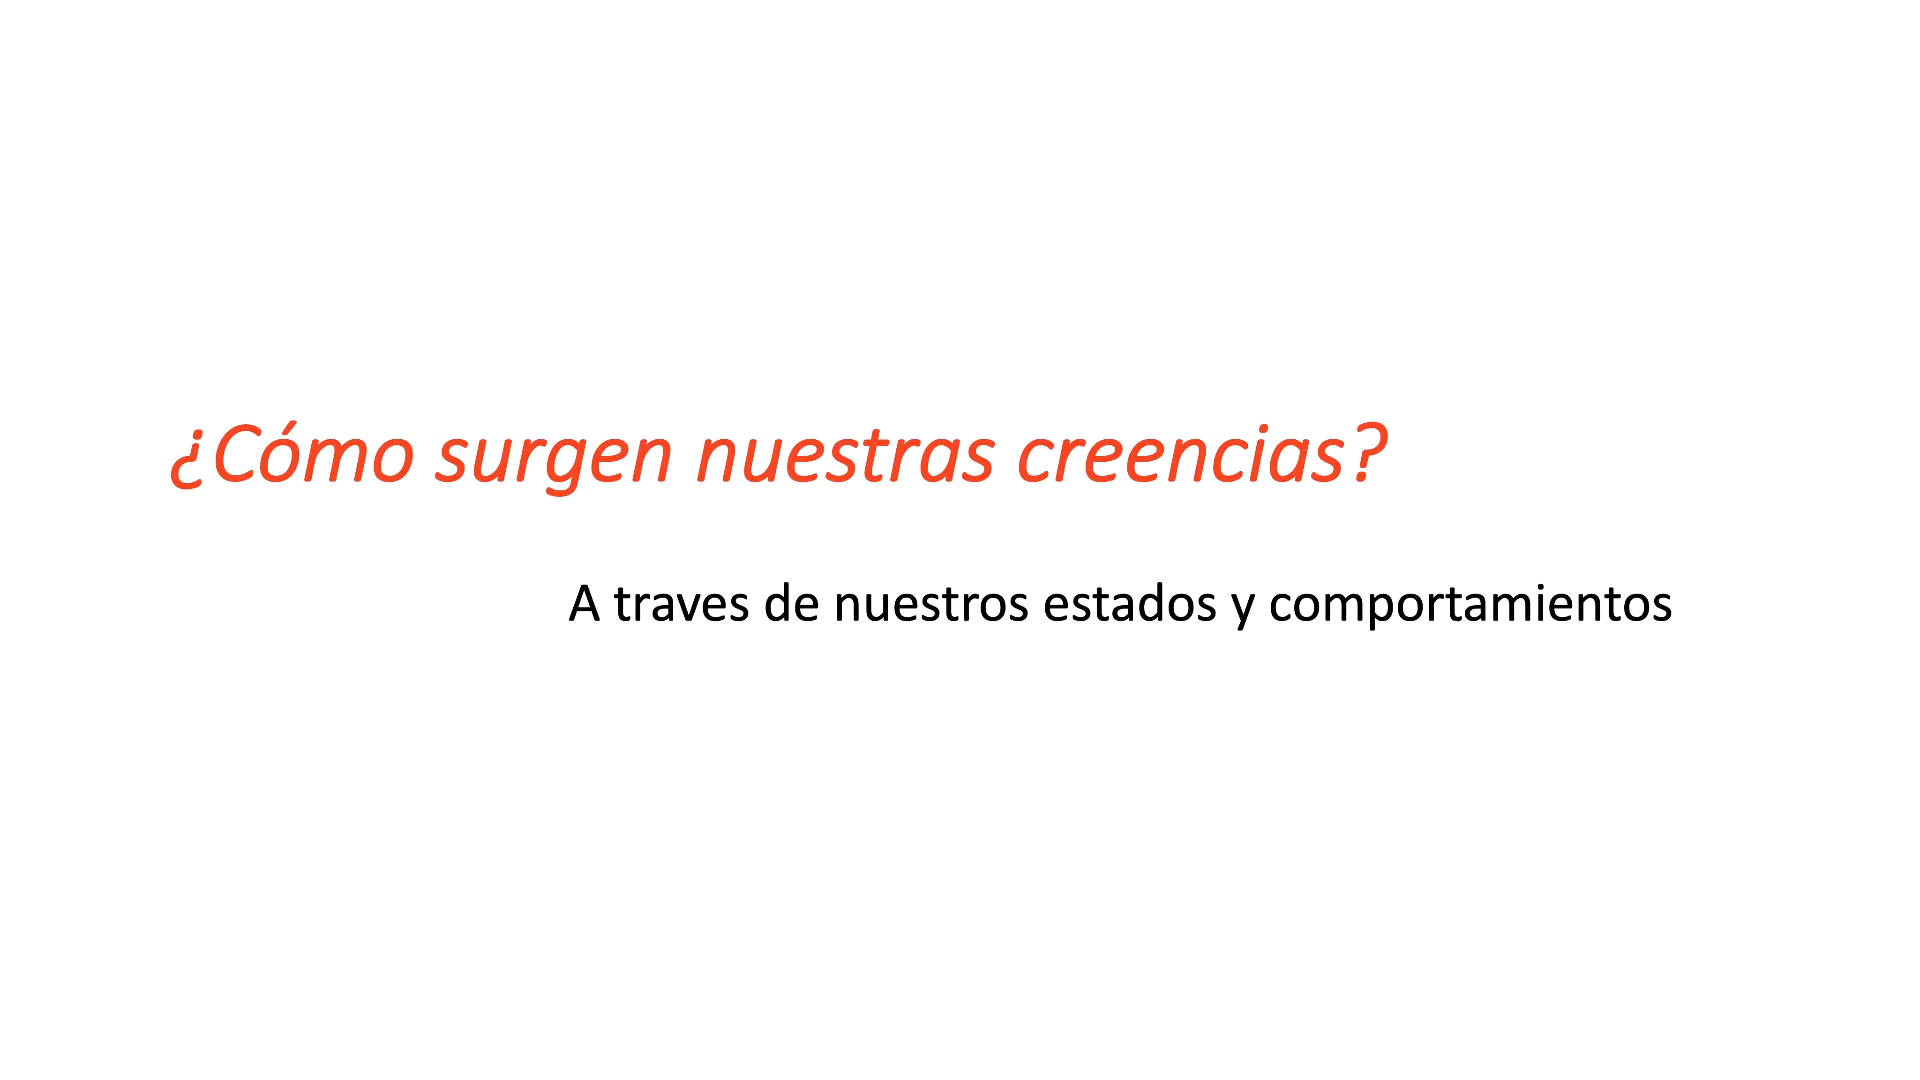 ¿Cómo surgen nuestras creencias?
A traves de nuestros estados y comportamientos